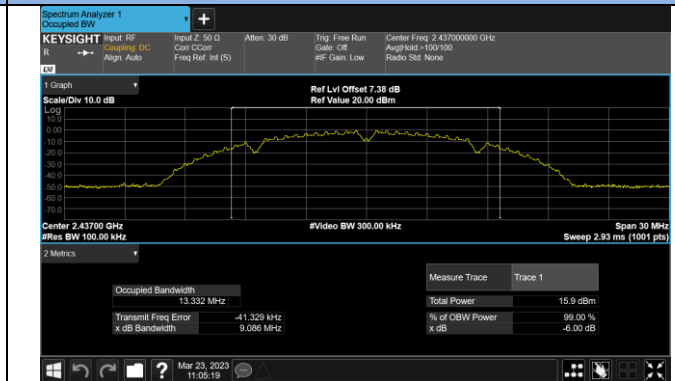 Spectrum Analyzer 1
Occupied BW
+
KEYSIGHT Input: RF Input Z: 50 Ω Atten: 30 dB Trig: Free Run Center Freq: 2.437000000 GHz
R Coupling: DC Corr CCorr Gate: Off Avg|Hold:>100/100
Align: Auto Freq Ref: Int (S) #IF Gain: Low Radio Std: None
LXI
1 Graph Ref Lvl Offset 7.38 dB
Scale/Div 10.0 dB Ref Value 20.00 dBm
Log
10.0
0.00
-10.0
-20.0
-30.0
-40.0
-50.0
-60.0
-70.0
Center 2.43700 GHz #Video BW 300.00 kHz Span 30 MHz
#Res BW 100.00 kHz Sweep 2.93 ms (1001 pts)
2 Metrics
Measure Trace Trace 1
Occupied Bandwidth
13.332 MHz Total Power 15.9 dBm
Transmit Freq Error -41.329 kHz % of OBW Power 99.00 %
x dB Bandwidth 9.086 MHz x dB -6.00 dB
? Mar 23, 2023
11:05:19